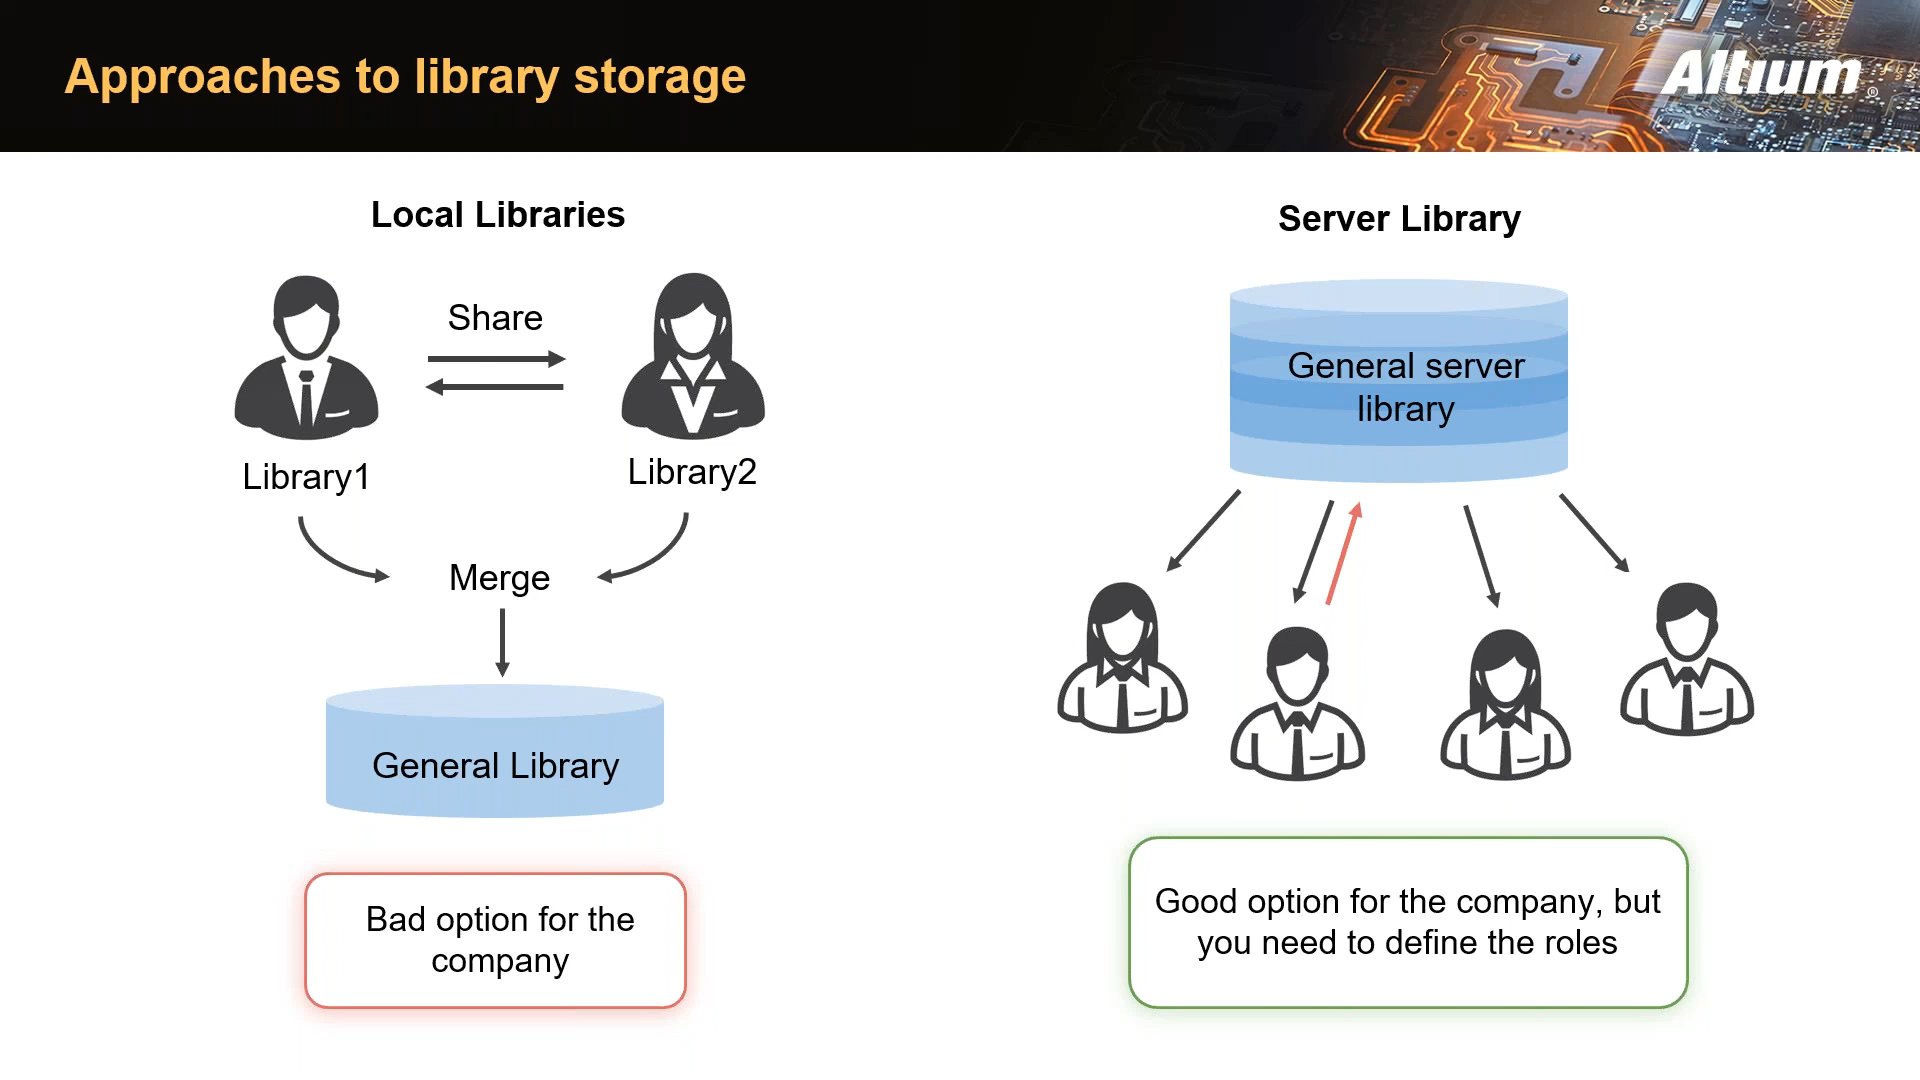 Approaches to library storage
Altium®
Local Libraries
Share
Library1
Library2
Merge
General Library
Bad option for the
company
Server Library
General server
library
Good option for the company, but
you need to define the roles